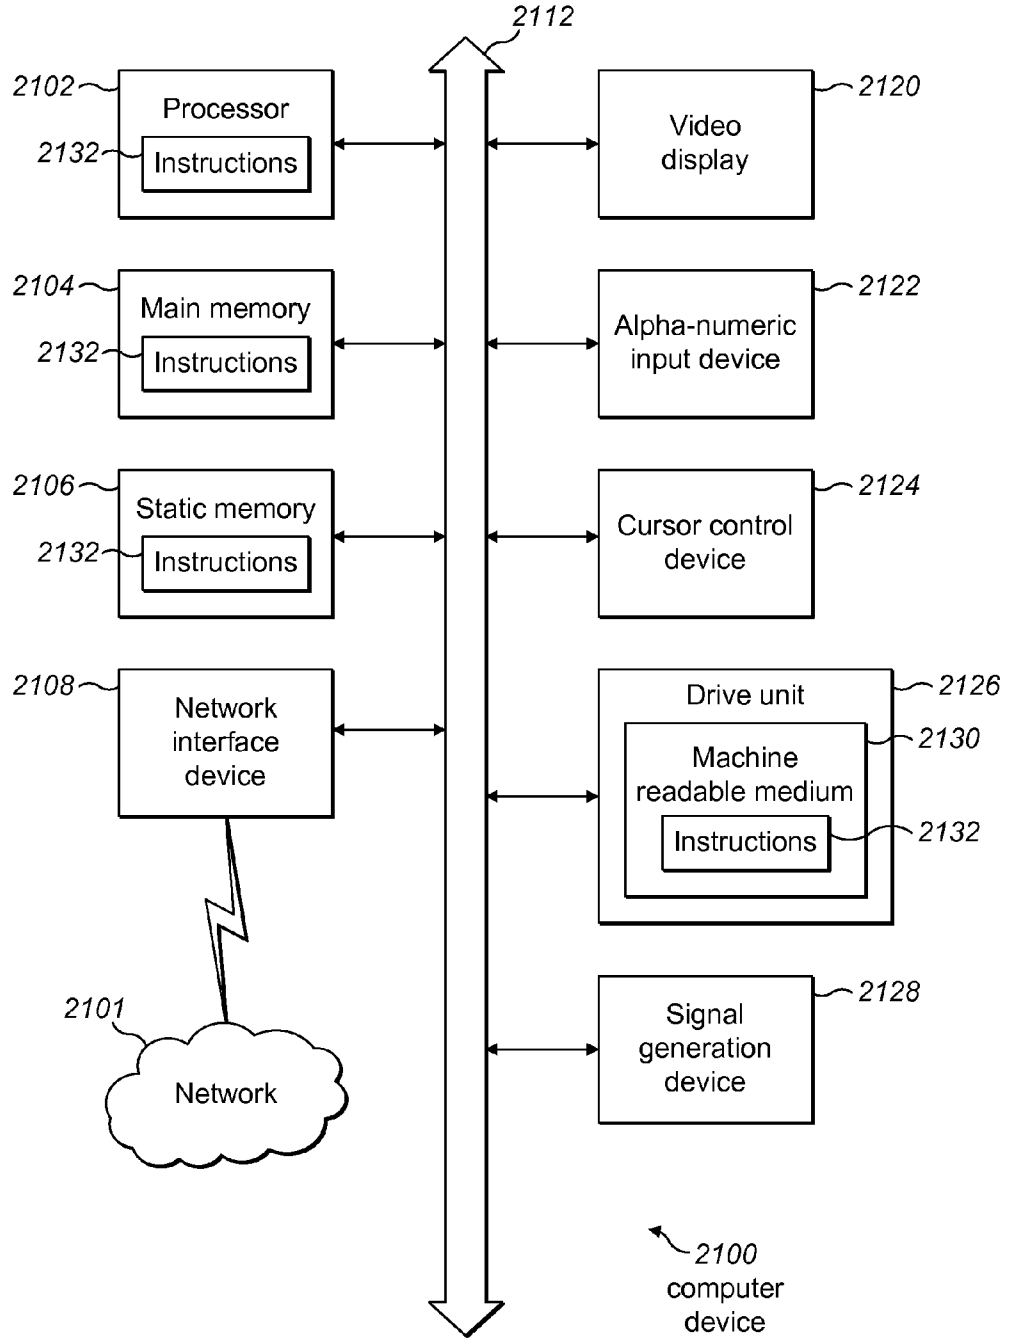 2112
2102
Processor
2132
Instructions
2120
Video
display
2104
Main memory
2132
Instructions
2122
Alpha-numeric
input device
2106
Static memory
2132
Instructions
2124
Cursor control
device
2108
Network
interface
device
2126
Drive unit
2130
Machine
readable medium
Instructions
2132
2101
Network
2128
Signal
generation
device
2100
computer
device